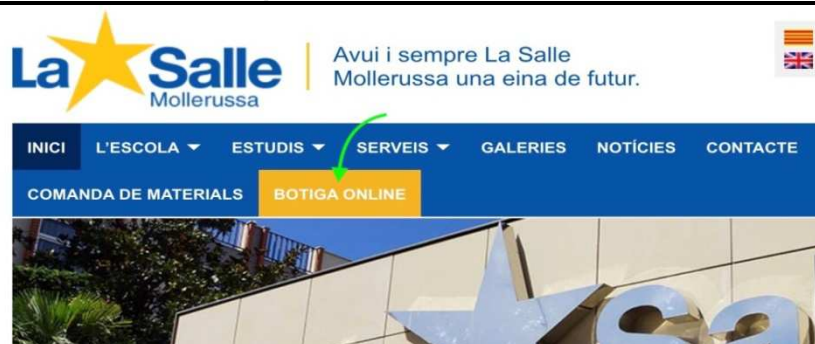 La Salle
Mollerussa
Avui i sempre La Salle
Mollerussa una eina de futur.
INICI L'ESCOLA ESTUDIS SERVEIS GALERIES NOTÍCIES CONTACTE
COMANDA DE MATERIALS BOTIGA ONLINE
sa